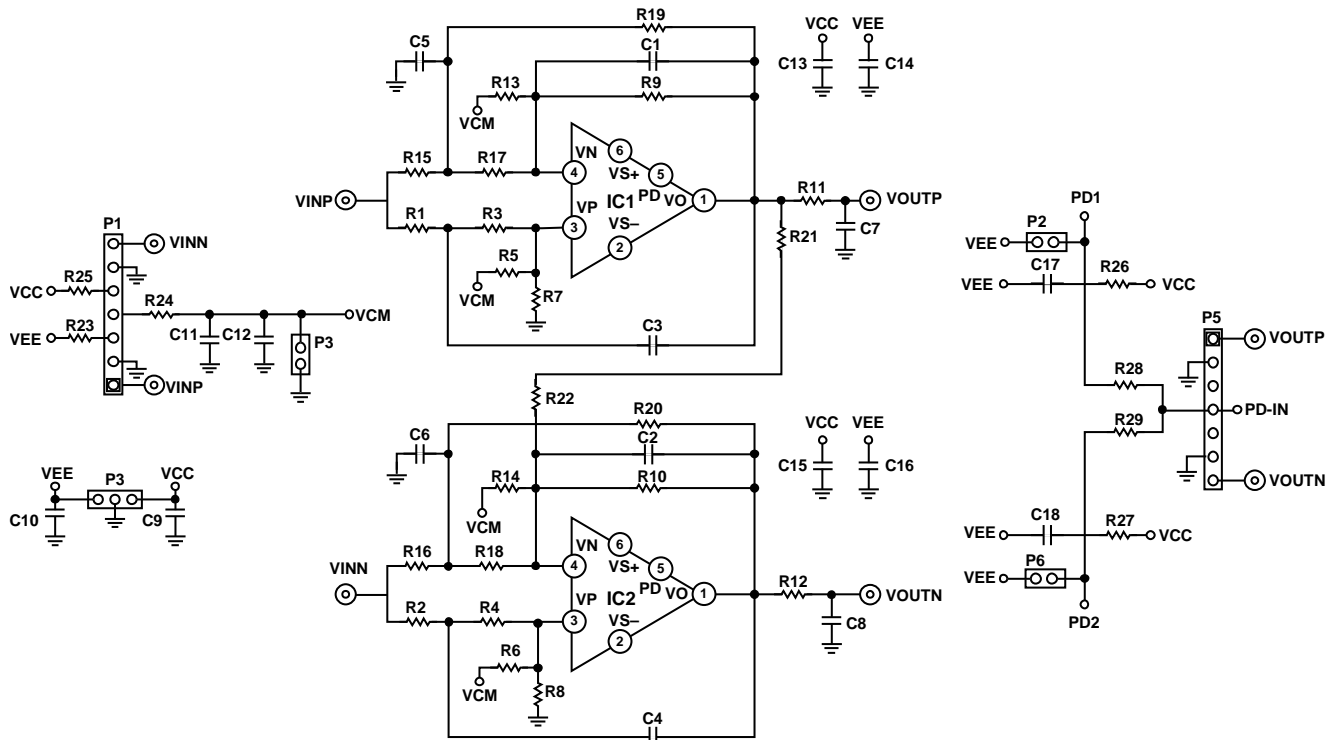 R19
C5
C1
VCC VEE
C13
C14
R13
R9
VCM
VN
6
R15
R17
4
VS+
5
VINP
IC1
PD
VO
1
R11
VOUTP
VP
R1
R3
3
VS–
2
R5
VCM
R7
R21
C7
C3
P1
VINN
R25
VCC
R24
VCM
R23
VEE
C11
C12
P3
VINP
R22
VEE
P3
VCC
C10
C9
R20
C6
C2
VCC VEE
C15
C16
R14
R10
VCM
VN
6
R16
R18
4
VS+
5
VINN
IC2
PD
VO
1
R12
VOUTN
VP
R2
R4
3
VS–
2
R6
VCM
R8
C8
C4
PD1
P2
VEE
C17
R26
VEE
VCC
P5
VOUTP
R28
PD-IN
R29
VOUTN
C18
R27
VEE
VCC
P6
VEE
PD2